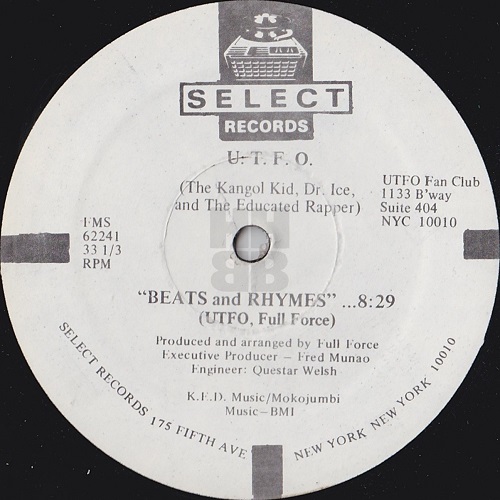 SELECT
RECORDS
U. T. F. O.
(The Kangol Kid, Dr. Ice,
and The Educated Rapper)
UTFO Fan Club
1133 B'way
Suite 404
NYC 10010
FMS
62241
33 1/3
RPM
"BEATS and RHYMES" ...8:29
(UTFO, Full Force)
Produced and arranged by Full Force
Executive Producer – Fred Munao
Engineer: Questar Welsh
K.E.D. Music/Mokojumbi
Music–BMI
SELECT RECORDS 175 FIFTH AVE NEW YORK NEW YORK 10010